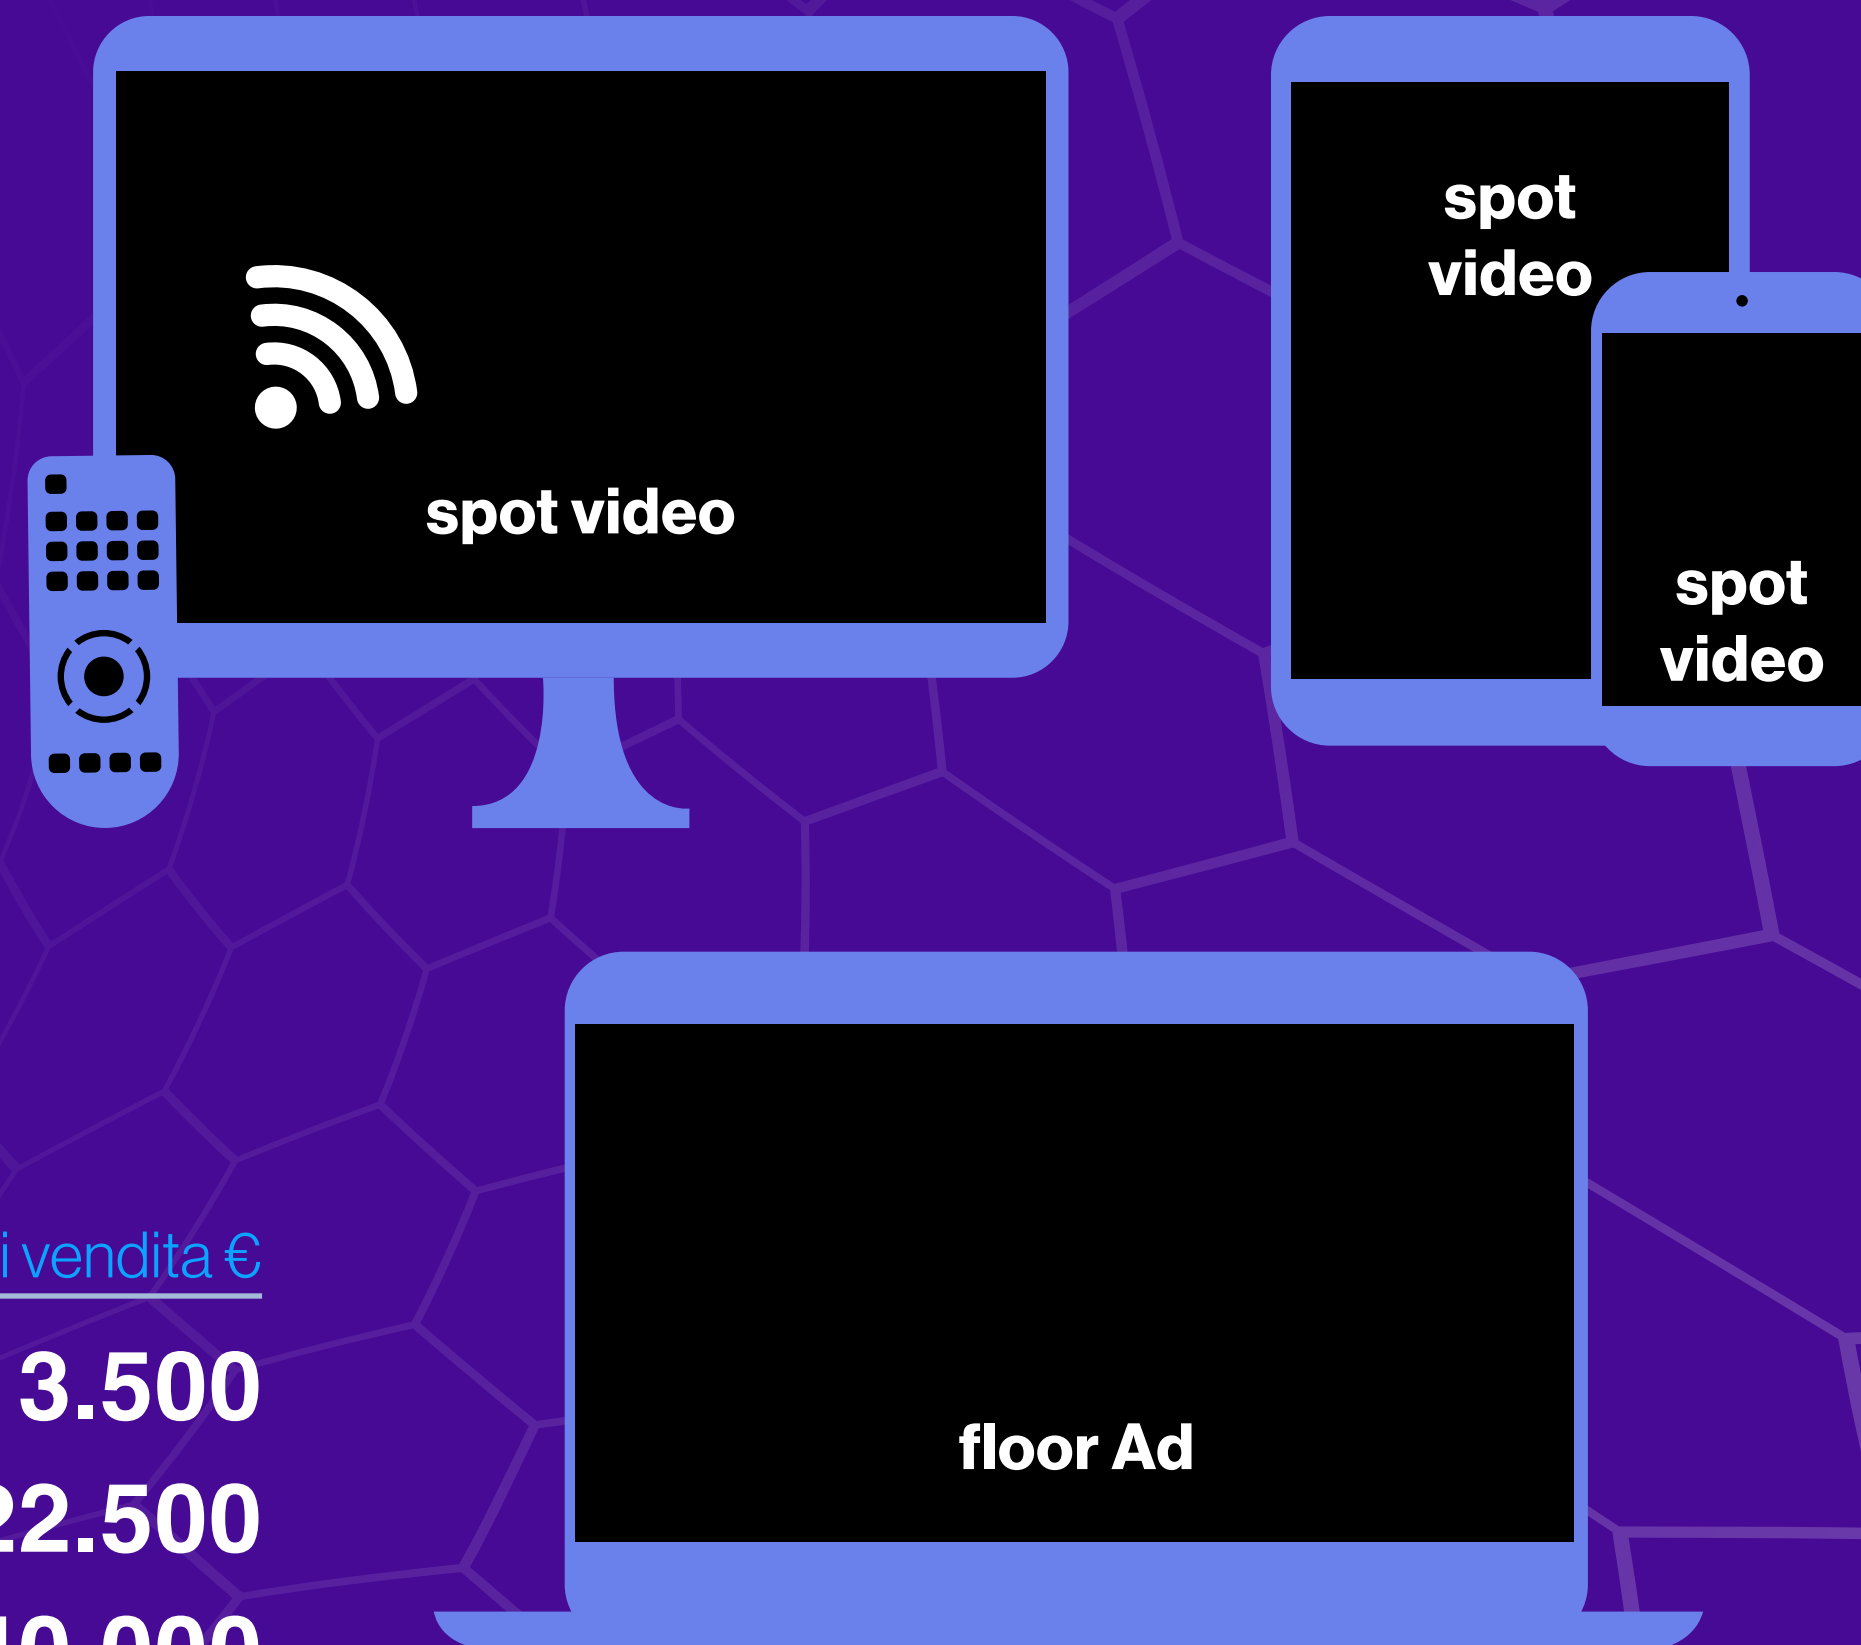 spot
video
spot video
spot
video
i vendita €
3.500
floor Ad
22.500